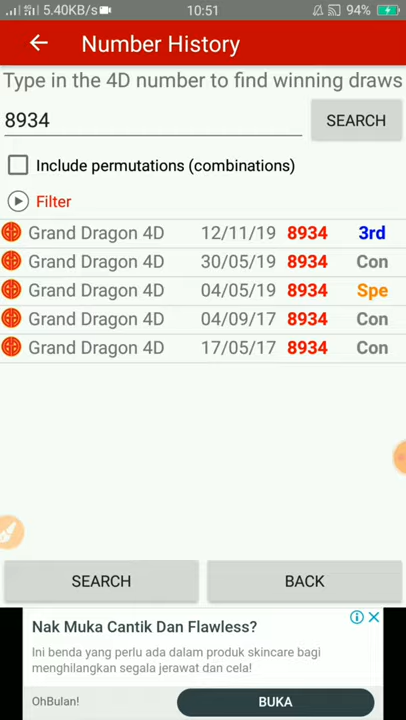 5.40KB/s 10:51 94%
Number History
Type in the 4D number to find winning draws
8934 SEARCH
Include permutations (combinations)
Filter
Grand Dragon 4D 12/11/19 8934 3rd
Grand Dragon 4D 30/05/19 8934 Con
Grand Dragon 4D 04/05/19 8934 Spe
Grand Dragon 4D 04/09/17 8934 Con
Grand Dragon 4D 17/05/17 8934 Con
SEARCH BACK
Nak Muka Cantik Dan Flawless?
Ini benda yang perlu ada dalam produk skincare bagi
menghilangkan segala jerawat dan cela!
OhBulan! BUKA